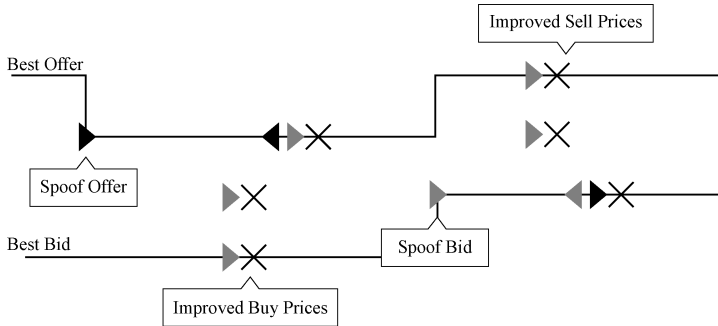 Improved Sell Prices
Best Offer
Spoof Offer
Best Bid
Spoof Bid
Improved Buy Prices